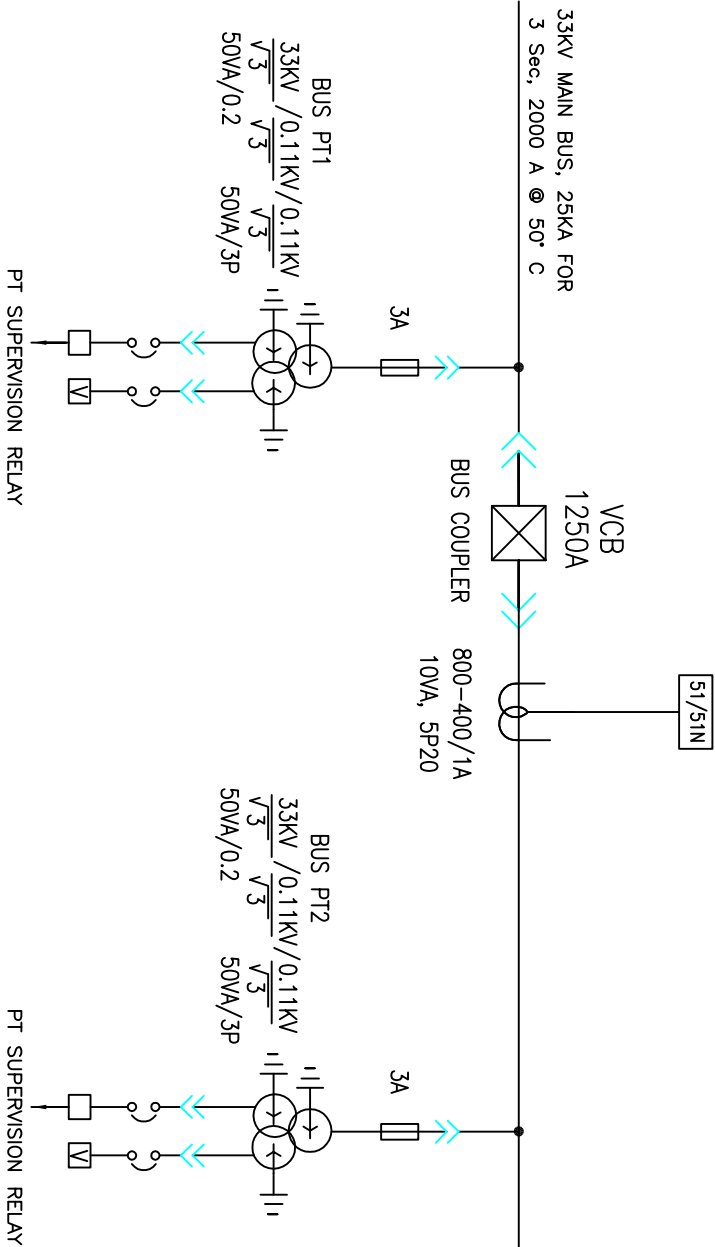 33KV MAIN BUS, 25KA FOR
3 Sec, 2000 A @ 50° C
VCB
1250A
BUS COUPLER
51/51N
800-400/1A
10VA, 5P20
3A
BUS PT1
33KV /0.11KV/0.11KV
√3 √3 √3
50VA/0.2 50VA/3P
V
PT SUPERVISION RELAY
3A
BUS PT2
33KV /0.11KV/0.11KV
√3 √3 √3
50VA/0.2 50VA/3P
V
PT SUPERVISION RELAY